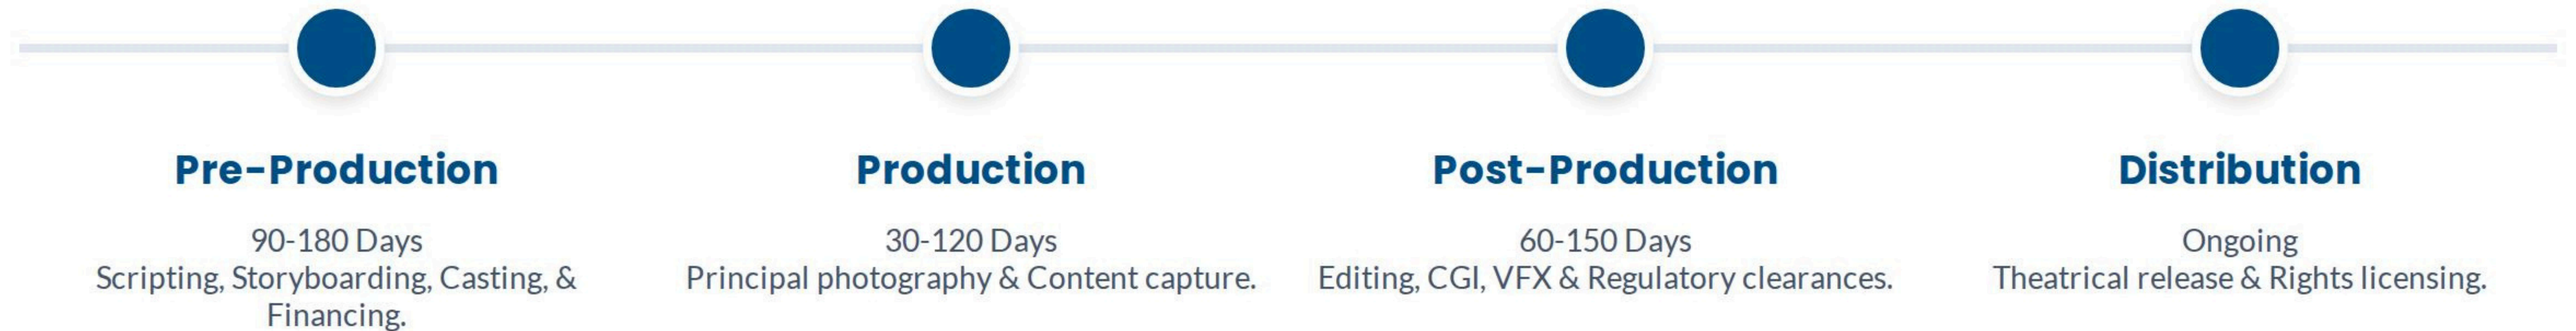 Pre-Production
90-180 Days
Scripting, Storyboarding, Casting, &
Financing.
Production
30-120 Days
Principal photography & Content capture.
Post-Production
60-150 Days
Editing, CGI, VFX & Regulatory clearances.
Distribution
Ongoing
Theatrical release & Rights licensing.